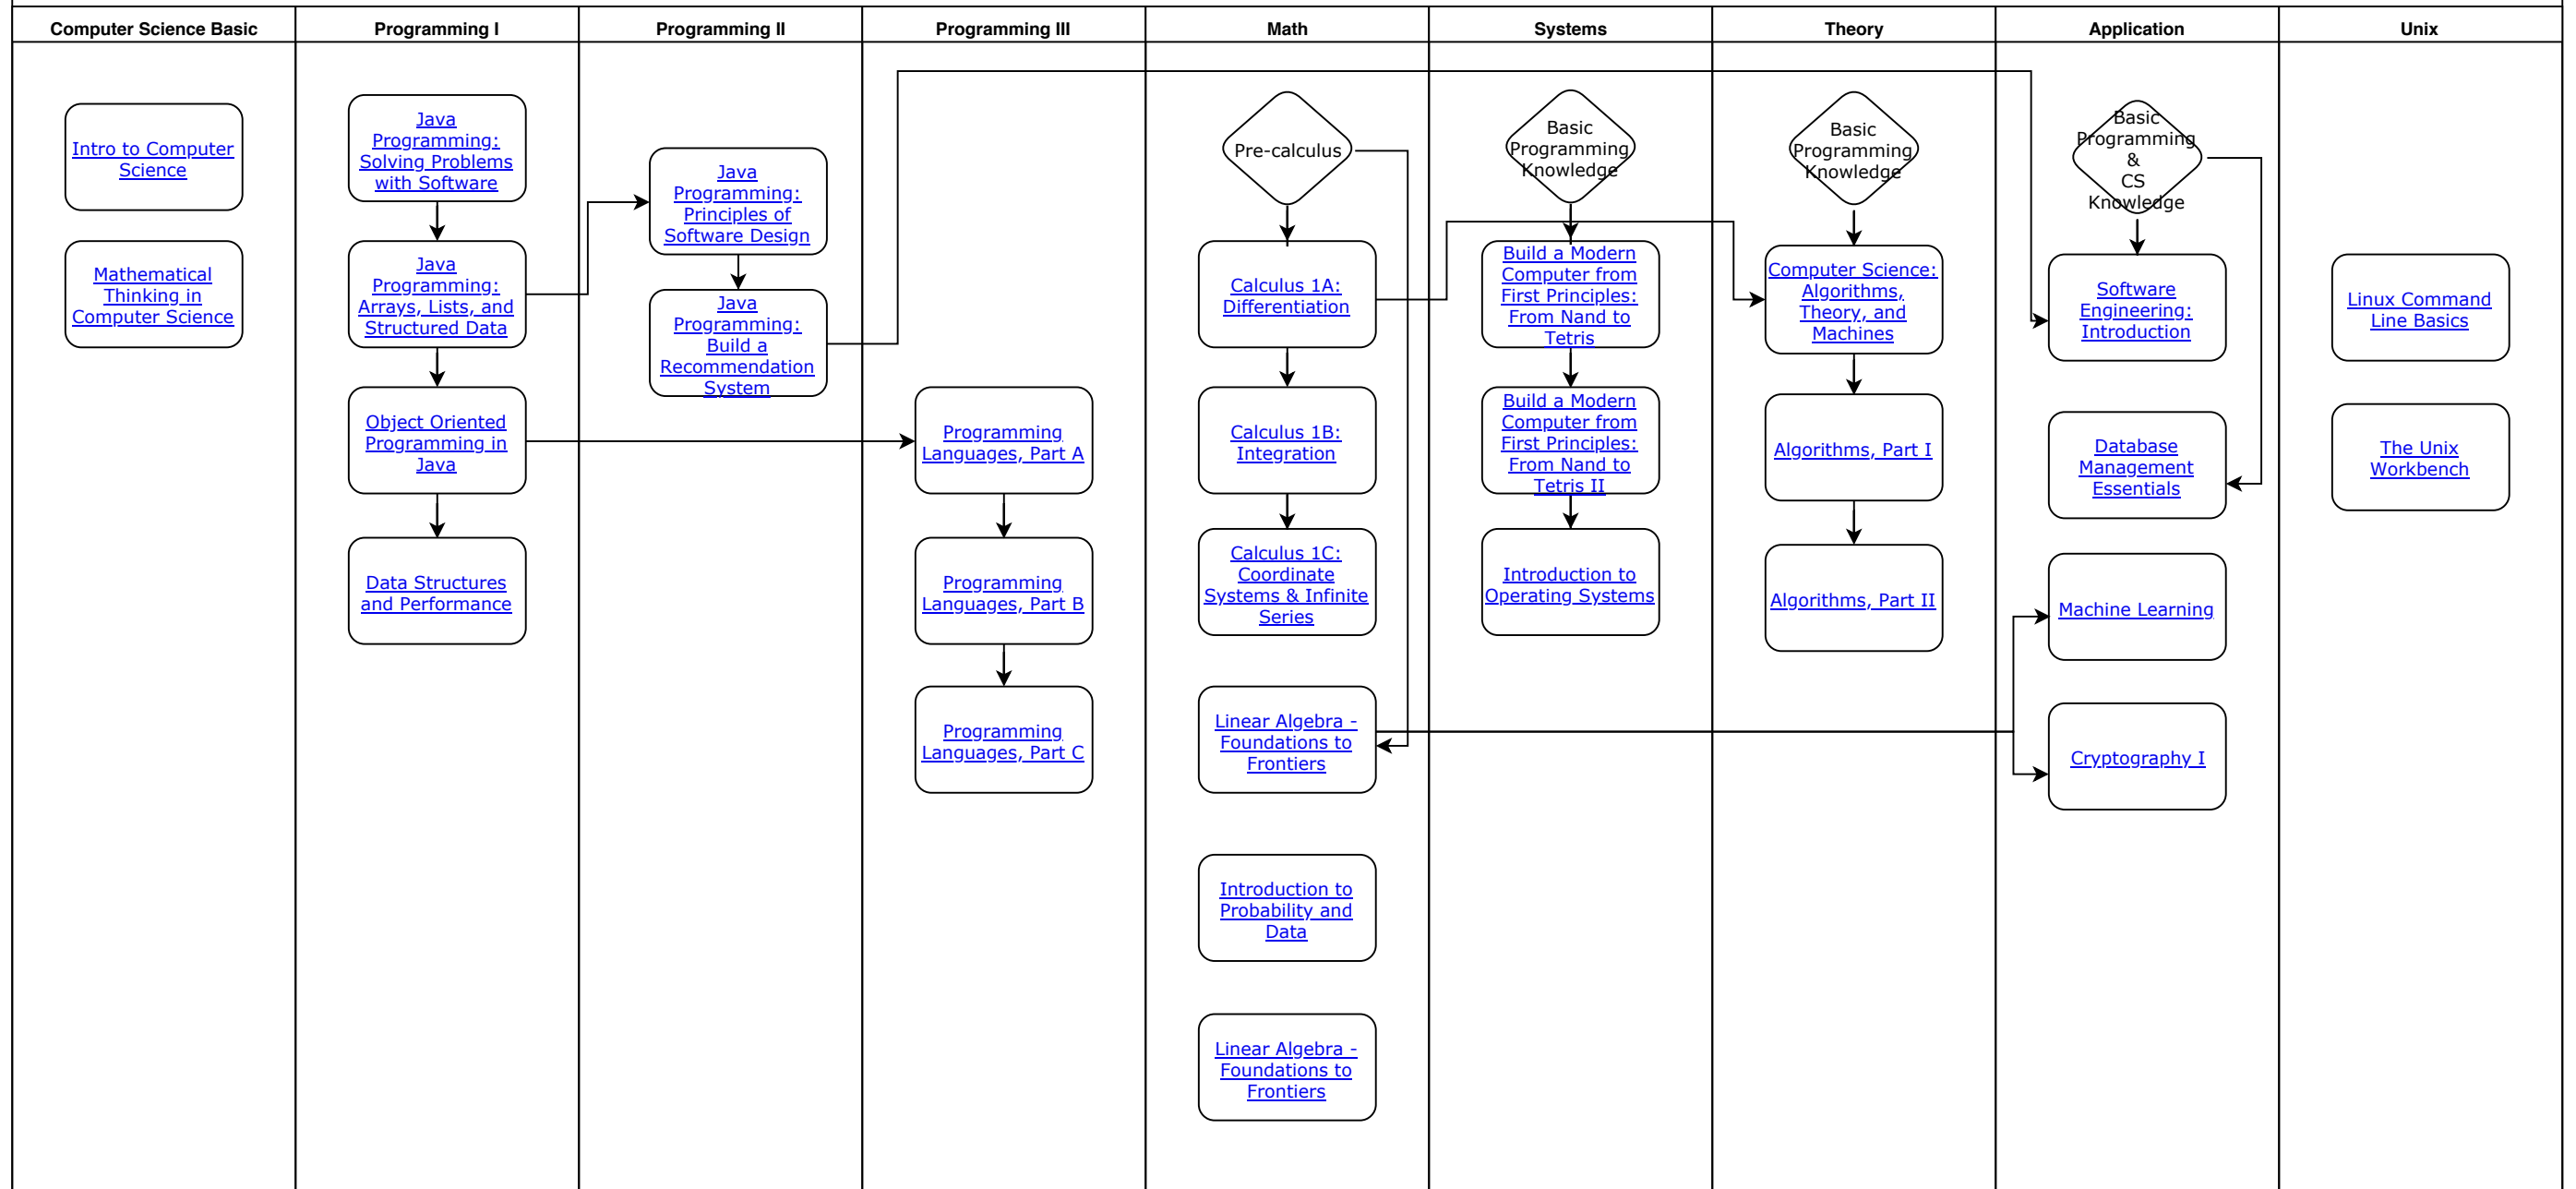 Computer Science Basic
Programming I
Programming II
Programming III
Math
Systems
Theory
Application
Unix
Intro to Computer
Science
Mathematical
Thinking in
Computer Science
Java
Programming:
Solving Problems
with Software
Java
Programming:
Arrays, Lists, and
Structured Data
Object Oriented
Programming in
Java
Data Structures
and Performance
Java
Programming:
Principles of
Software Design
Java
Programming:
Build a
Recommendation
System
Programming
Languages, Part A
Programming
Languages, Part B
Programming
Languages, Part C
Pre-calculus
Calculus 1A:
Differentiation
Calculus 1B:
Integration
Calculus 1C:
Coordinate
Systems & Infinite
Series
Linear Algebra -
Foundations to
Frontiers
Introduction to
Probability and
Data
Linear Algebra -
Foundations to
Frontiers
Basic
Programming
Knowledge
Build a Modern
Computer from
First Principles:
From Nand to
Tetris
Build a Modern
Computer from
First Principles:
From Nand to
Tetris II
Introduction to
Operating Systems
Basic
Programming
Knowledge
Computer Science:
Algorithms,
Theory, and
Machines
Algorithms, Part I
Algorithms, Part II
Basic
Programming
&
CS
Knowledge
Software
Engineering:
Introduction
Database
Management
Essentials
Machine Learning
Cryptography I
Linux Command
Line Basics
The Unix
Workbench